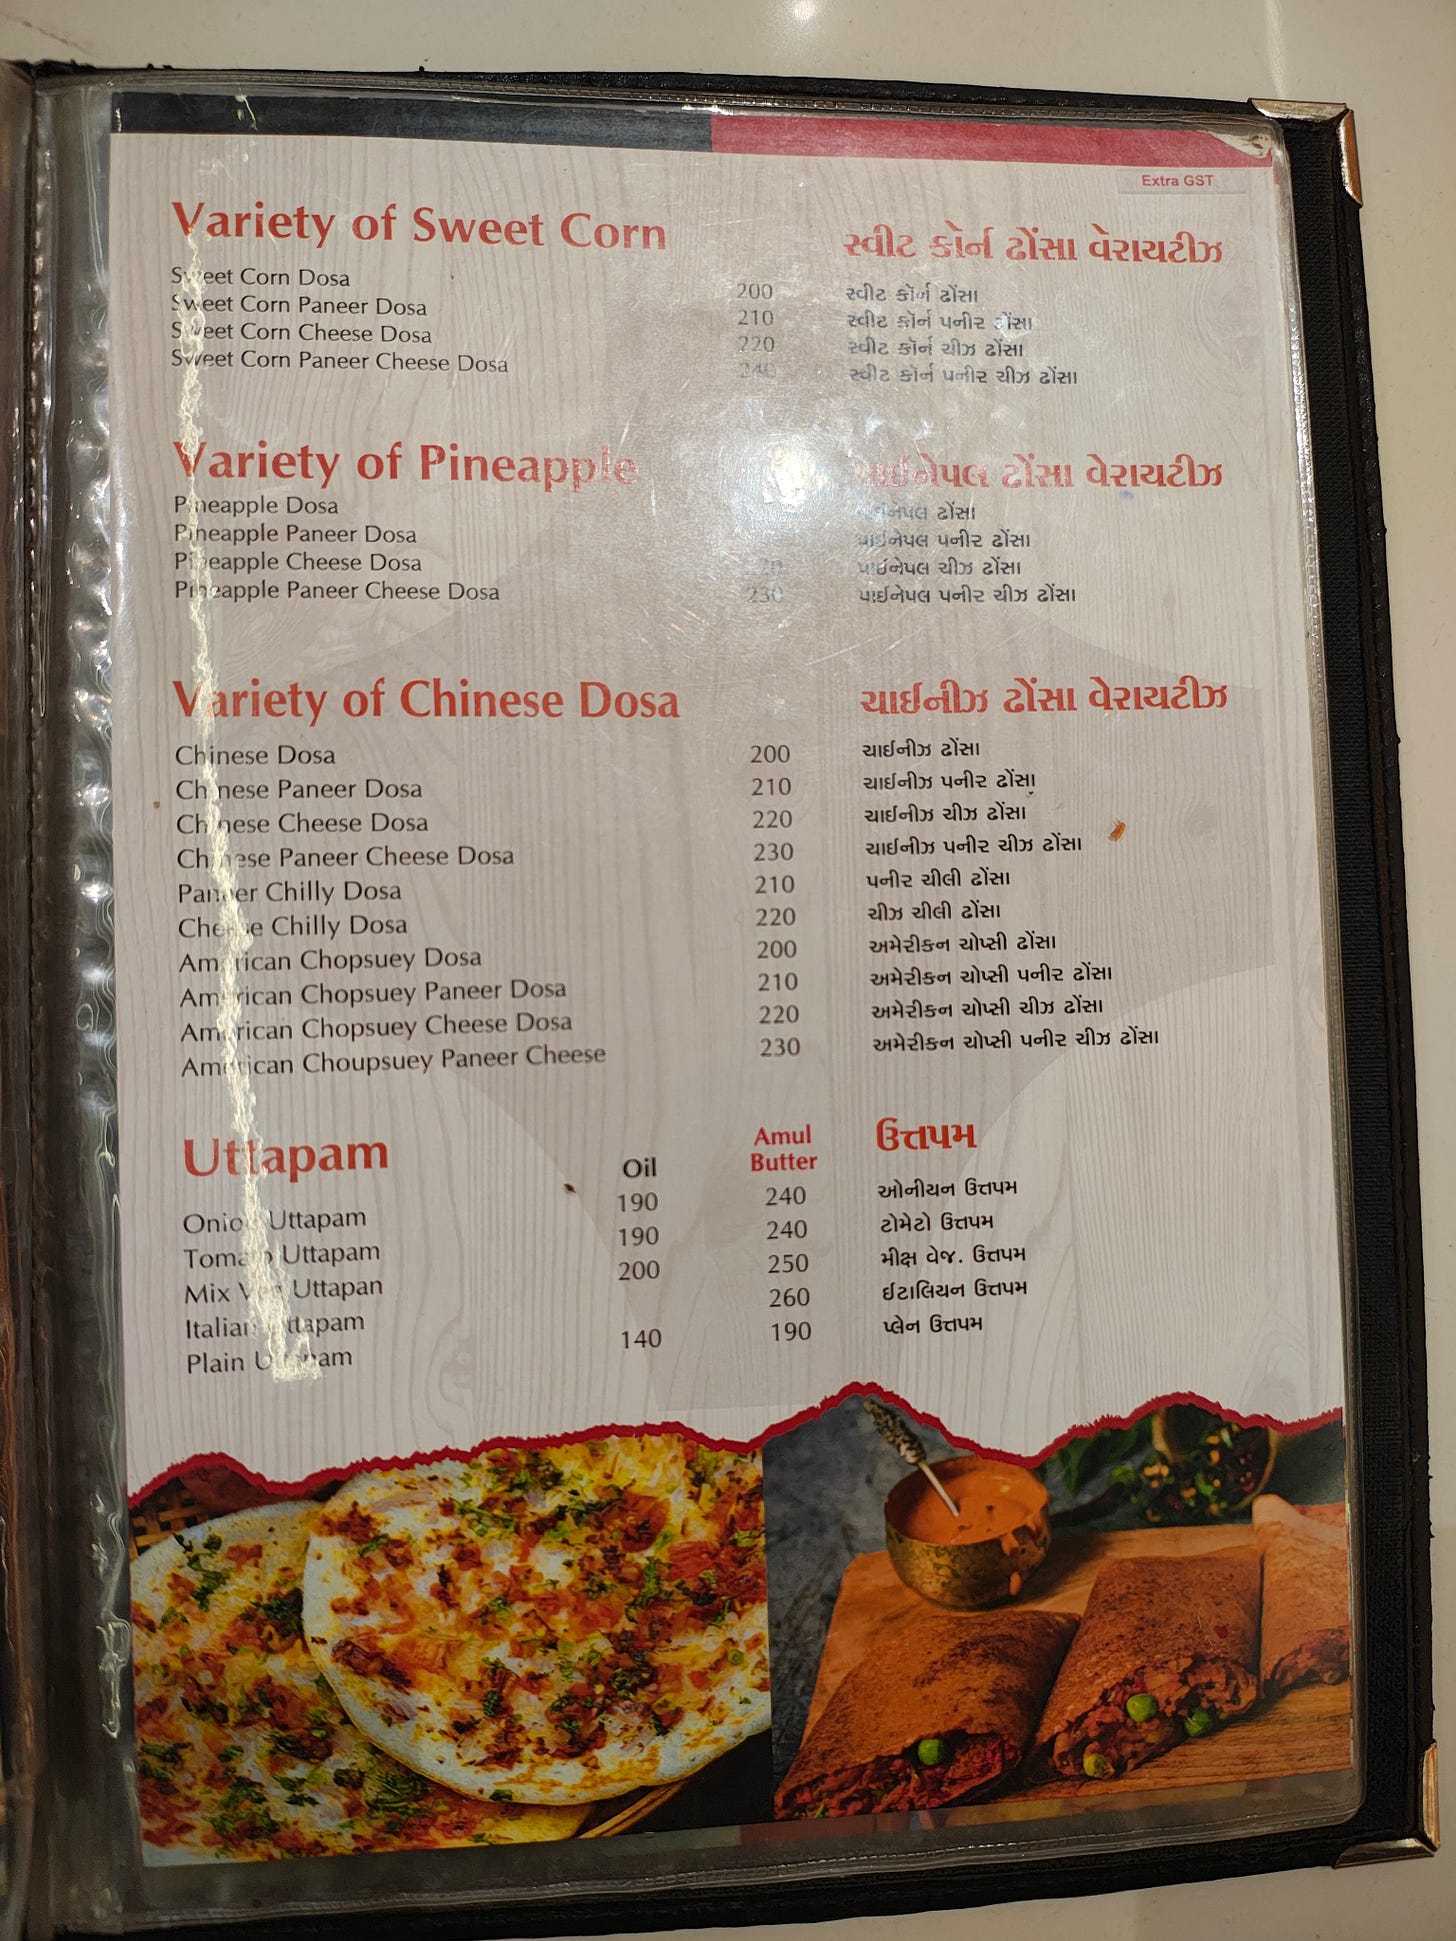 Extra GST
Variety of Sweet Corn સ્વીટ કોર્ન ઢોંસા વેરાયટીઝ
Sweet Corn Dosa 200 સ્વીટ કોર્ન ઢોંસા
Sweet Corn Paneer Dosa 210 સ્વીટ કોર્ન પનીર ઢોંસા
Sweet Corn Cheese Dosa 220 સ્વીટ કોર્ન ચીઝ ઢોંસા
Sweet Corn Paneer Cheese Dosa 240 સ્વીટ કોર્ન પનીર ચીઝ ઢોંસા
Variety of Pineapple પાઈનેપલ ઢોંસા વેરાયટીઝ
Pineapple Dosa પાઈનેપલ ઢોંસા
Pineapple Paneer Dosa પાઈનેપલ પનીર ઢોંસા
Pineapple Cheese Dosa પાઈનેપલ ચીઝ ઢોંસા
Pineapple Paneer Cheese Dosa 230 પાઈનેપલ પનીર ચીઝ ઢોંસા
Variety of Chinese Dosa ચાઈનીઝ ઢોંસા વેરાયટીઝ
Chinese Dosa 200 ચાઈનીઝ ઢોંસા
Chinese Paneer Dosa 210 ચાઈનીઝ પનીર ઢોંસા
Chinese Cheese Dosa 220 ચાઈનીઝ ચીઝ ઢોંસા
Chinese Paneer Cheese Dosa 230 ચાઈનીઝ પનીર ચીઝ ઢોંસા
Paneer Chilly Dosa 210 પનીર ચીલી ઢોંસા
Cheese Chilly Dosa 220 ચીઝ ચીલી ઢોંસા
American Chopsuey Dosa 200 અમેરીકન ચોપ્સી ઢોંસા
American Chopsuey Paneer Dosa 210 અમેરીકન ચોપ્સી પનીર ઢોંસા
American Chopsuey Cheese Dosa 220 અમેરીકન ચોપ્સી ચીઝ ઢોંસા
American Choupsuey Paneer Cheese 230 અમેરીકન ચોપ્સી પનીર ચીઝ ઢોંસા
Uttapam Oil Amul Butter ઉત્તપમ
Onion Uttapam 190 240 ઓનીયન ઉત્તપમ
Tomato Uttapam 190 240 ટોમેટો ઉત્તપમ
Mix Veg Uttapan 200 250 મીક્ષ વેજ. ઉત્તપમ
Italian Uttapam 260 ઈટાલિયન ઉત્તપમ
Plain Uttapam 140 190 પ્લેન ઉત્તપમ